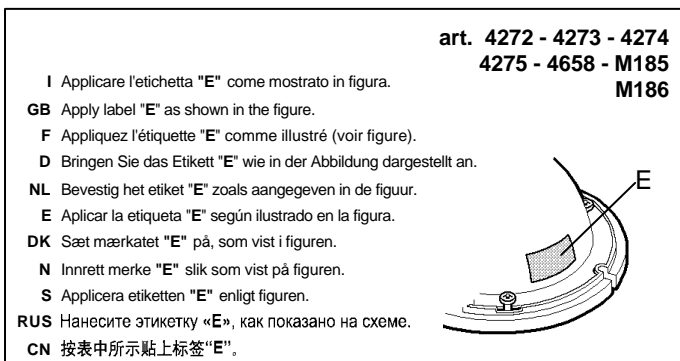 art. 4272 - 4273 - 4274
4275 - 4658 - M185
M186
I Applicare l'etichetta "E" come mostrato in figura.
GB Apply label "E" as shown in the figure.
F Appliquez l'étiquette "E" comme illustré (voir figure).
D Bringen Sie das Etikett "E" wie in der Abbildung dargestellt an.
NL Bevestig het etiket "E" zoals aangegeven in de figuur.
E Aplicar la etiqueta "E" según ilustrado en la figura.
DK Sæt mærkatet "E" på, som vist i figuren.
N Innrett merke "E" slik som vist på figuren.
S Applicera etiketten "E" enligt figuren.
RUS Нанесите этикетку «E», как показано на схеме.
CN 按表中所示贴上标签“E”。
E